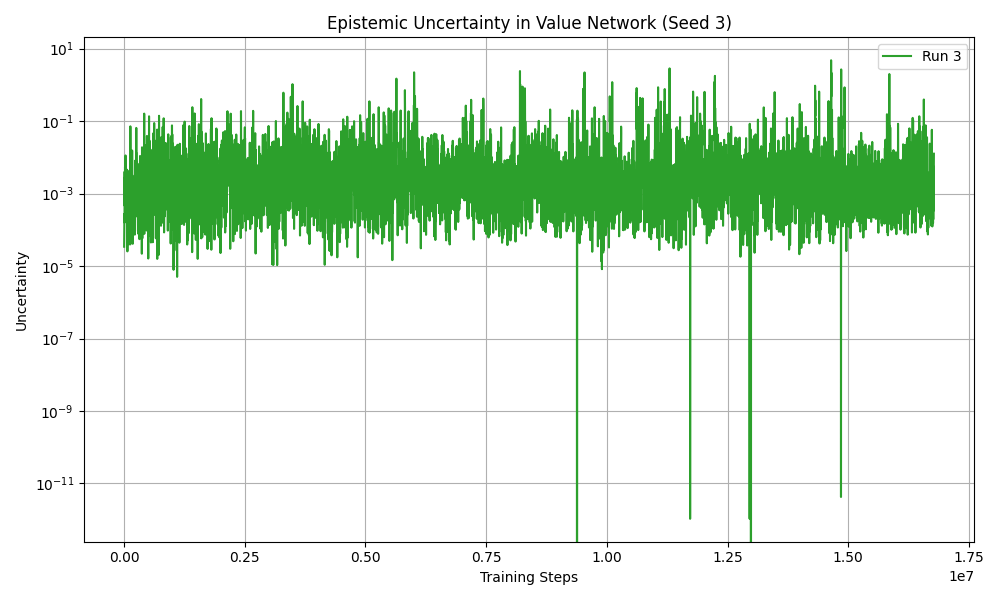 Epistemic Uncertainty in Value Network (Seed 3)
Run 3
Uncertainty
10¹
10⁻¹
10⁻³
10⁻⁵
10⁻⁷
10⁻⁹
10⁻¹¹
0.00 0.25 0.50 0.75 1.00 1.25 1.50 1.75
1e7
Training Steps